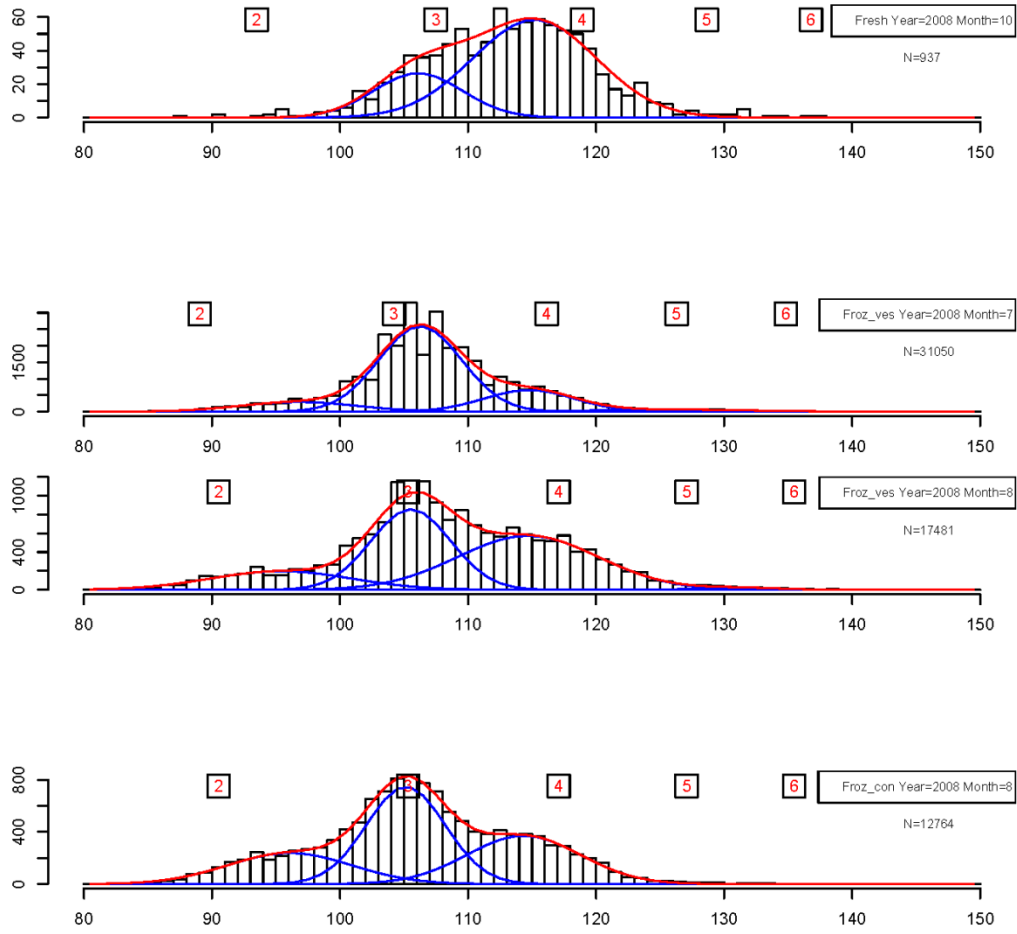 2 3 4 5 6 Fresh Year=2008 Month=10
N=937
60
40
20
0
80 90 100 110 120 130 140 150
2 3 4 5 6 Froz_ves Year=2008 Month=7
N=31050
1500
0
80 90 100 110 120 130 140 150
2 3 4 5 6 Froz_ves Year=2008 Month=8
N=17481
1000
400
0
80 90 100 110 120 130 140 150
2 3 4 5 6 Froz_con Year=2008 Month=8
N=12764
800
400
0
80 90 100 110 120 130 140 150